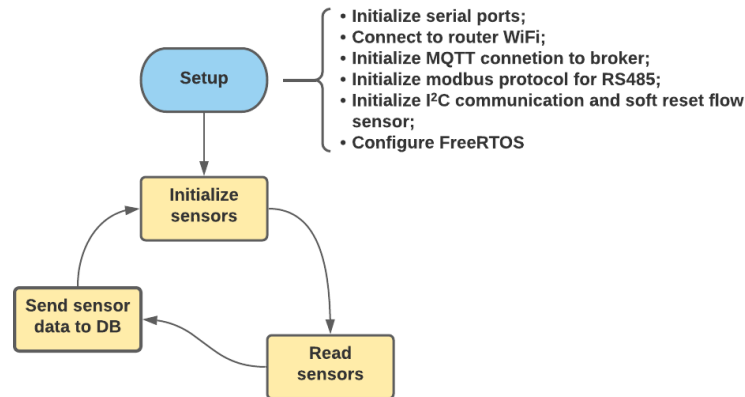 • Initialize serial ports;
• Connect to router WiFi;
• Initialize MQTT connetion to broker;
• Initialize modbus protocol for RS485;
• Initialize I²C communication and soft reset flow
sensor;
• Configure FreeRTOS
Setup
Initialize
sensors
Send sensor
data to DB
Read
sensors